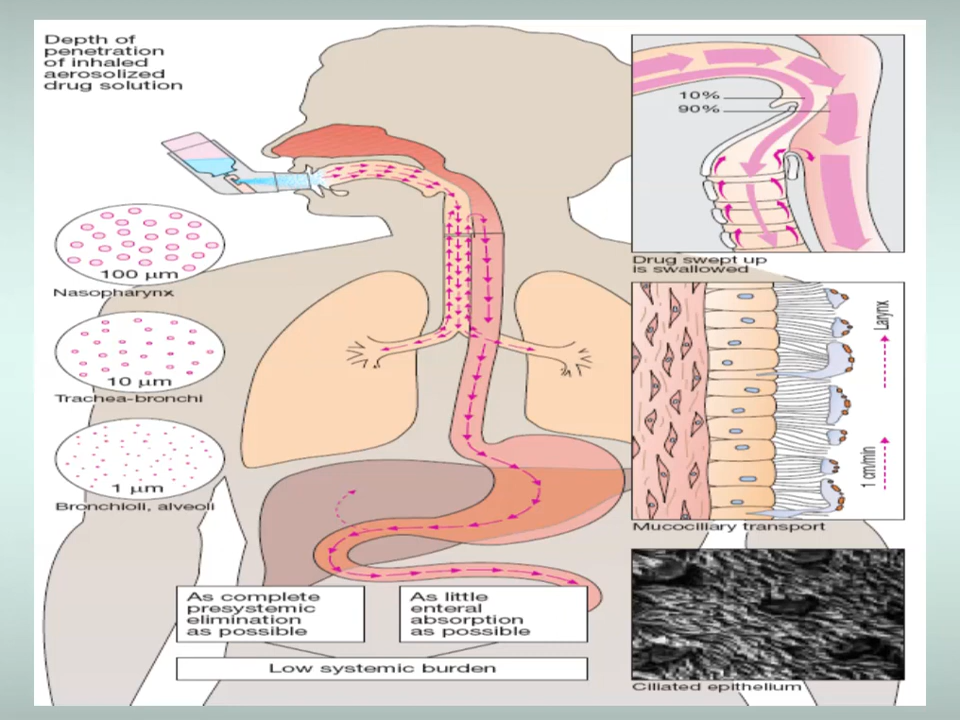 Depth of
penetration
of inhaled
aerosolized
drug solution
100 μm
Nasopharynx
10 μm
Trachea-bronchi
1 μm
Bronchioli, alveoli
10%
90%
Drug swept up
is swallowed
Larynx
1 cm/min
Mucociliary transport
Ciliated epithelium
As complete
presystemic
elimination
as possible
As little
enteral
absorption
as possible
Low systemic burden